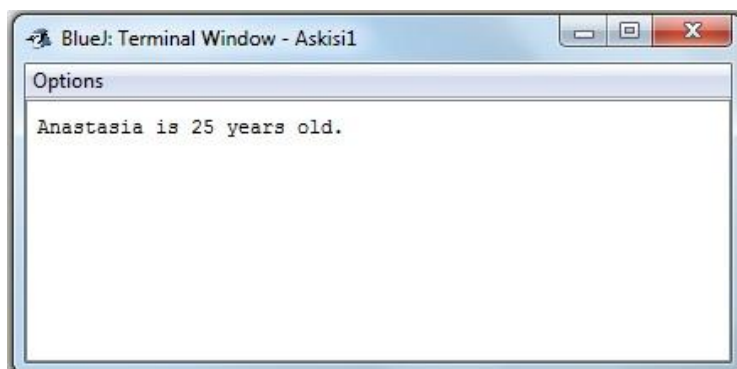 BlueJ: Terminal Window - Askisi1
Options
Anastasia is 25 years old.